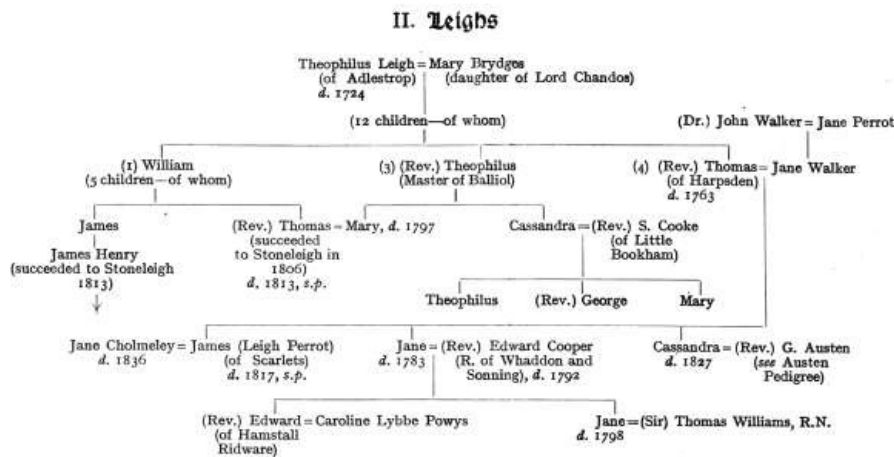 II. Leighs
Theophilus Leigh = Mary Brydges
(of Adlestrop) (daughter of Lord Chandos)
d. 1724
(12 children—of whom) (Dr.) John Walker = Jane Perrot
(1) William (3) (Rev.) Theophilus (4) (Rev.) Thomas = Jane Walker
(5 children—of whom) (Master of Balliol) (of Harpsden)
d. 1763
James (Rev.) Thomas = Mary, d. 1797 Cassandra = (Rev.) S. Cooke
(succeeded (of Little
James Henry to Stoneleigh in Bookham)
(succeeded to Stoneleigh 1806)
1813) d. 1813, s.p.
Theophilus (Rev.) George Mary
Jane Cholmeley = James (Leigh Perrot) Jane = (Rev.) Edward Cooper Cassandra = (Rev.) G. Austen
d. 1836 (of Scarlets) d. 1783 (R. of Whaddon and d. 1827 (see Austen
d. 1817, s.p. Sonning), d. 1792 Pedigree)
(Rev.) Edward = Caroline Lybbe Powys Jane = (Sir) Thomas Williams, R.N.
(of Hamstall d. 1798
Ridware)